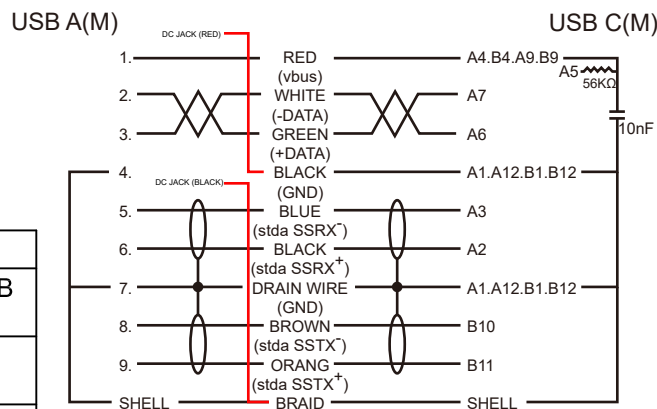 USB A(M) USB C(M)
DC JACK (RED)
1. RED A4.B4.A9.B9
(vbus) A5 56KΩ
2. WHITE A7
(-DATA) 10nF
3. GREEN A6
(+DATA)
4. BLACK A1.A12.B1.B12
DC JACK (BLACK) (GND)
5. BLUE A3
(stda SSRX-)
6. BLACK A2
(stda SSRX+)
7. DRAIN WIRE A1.A12.B1.B12
(GND)
B
8. BROWN B10
(stda SSTX-)
9. ORANG B11
(stda SSTX+)
SHELL BRAID SHELL